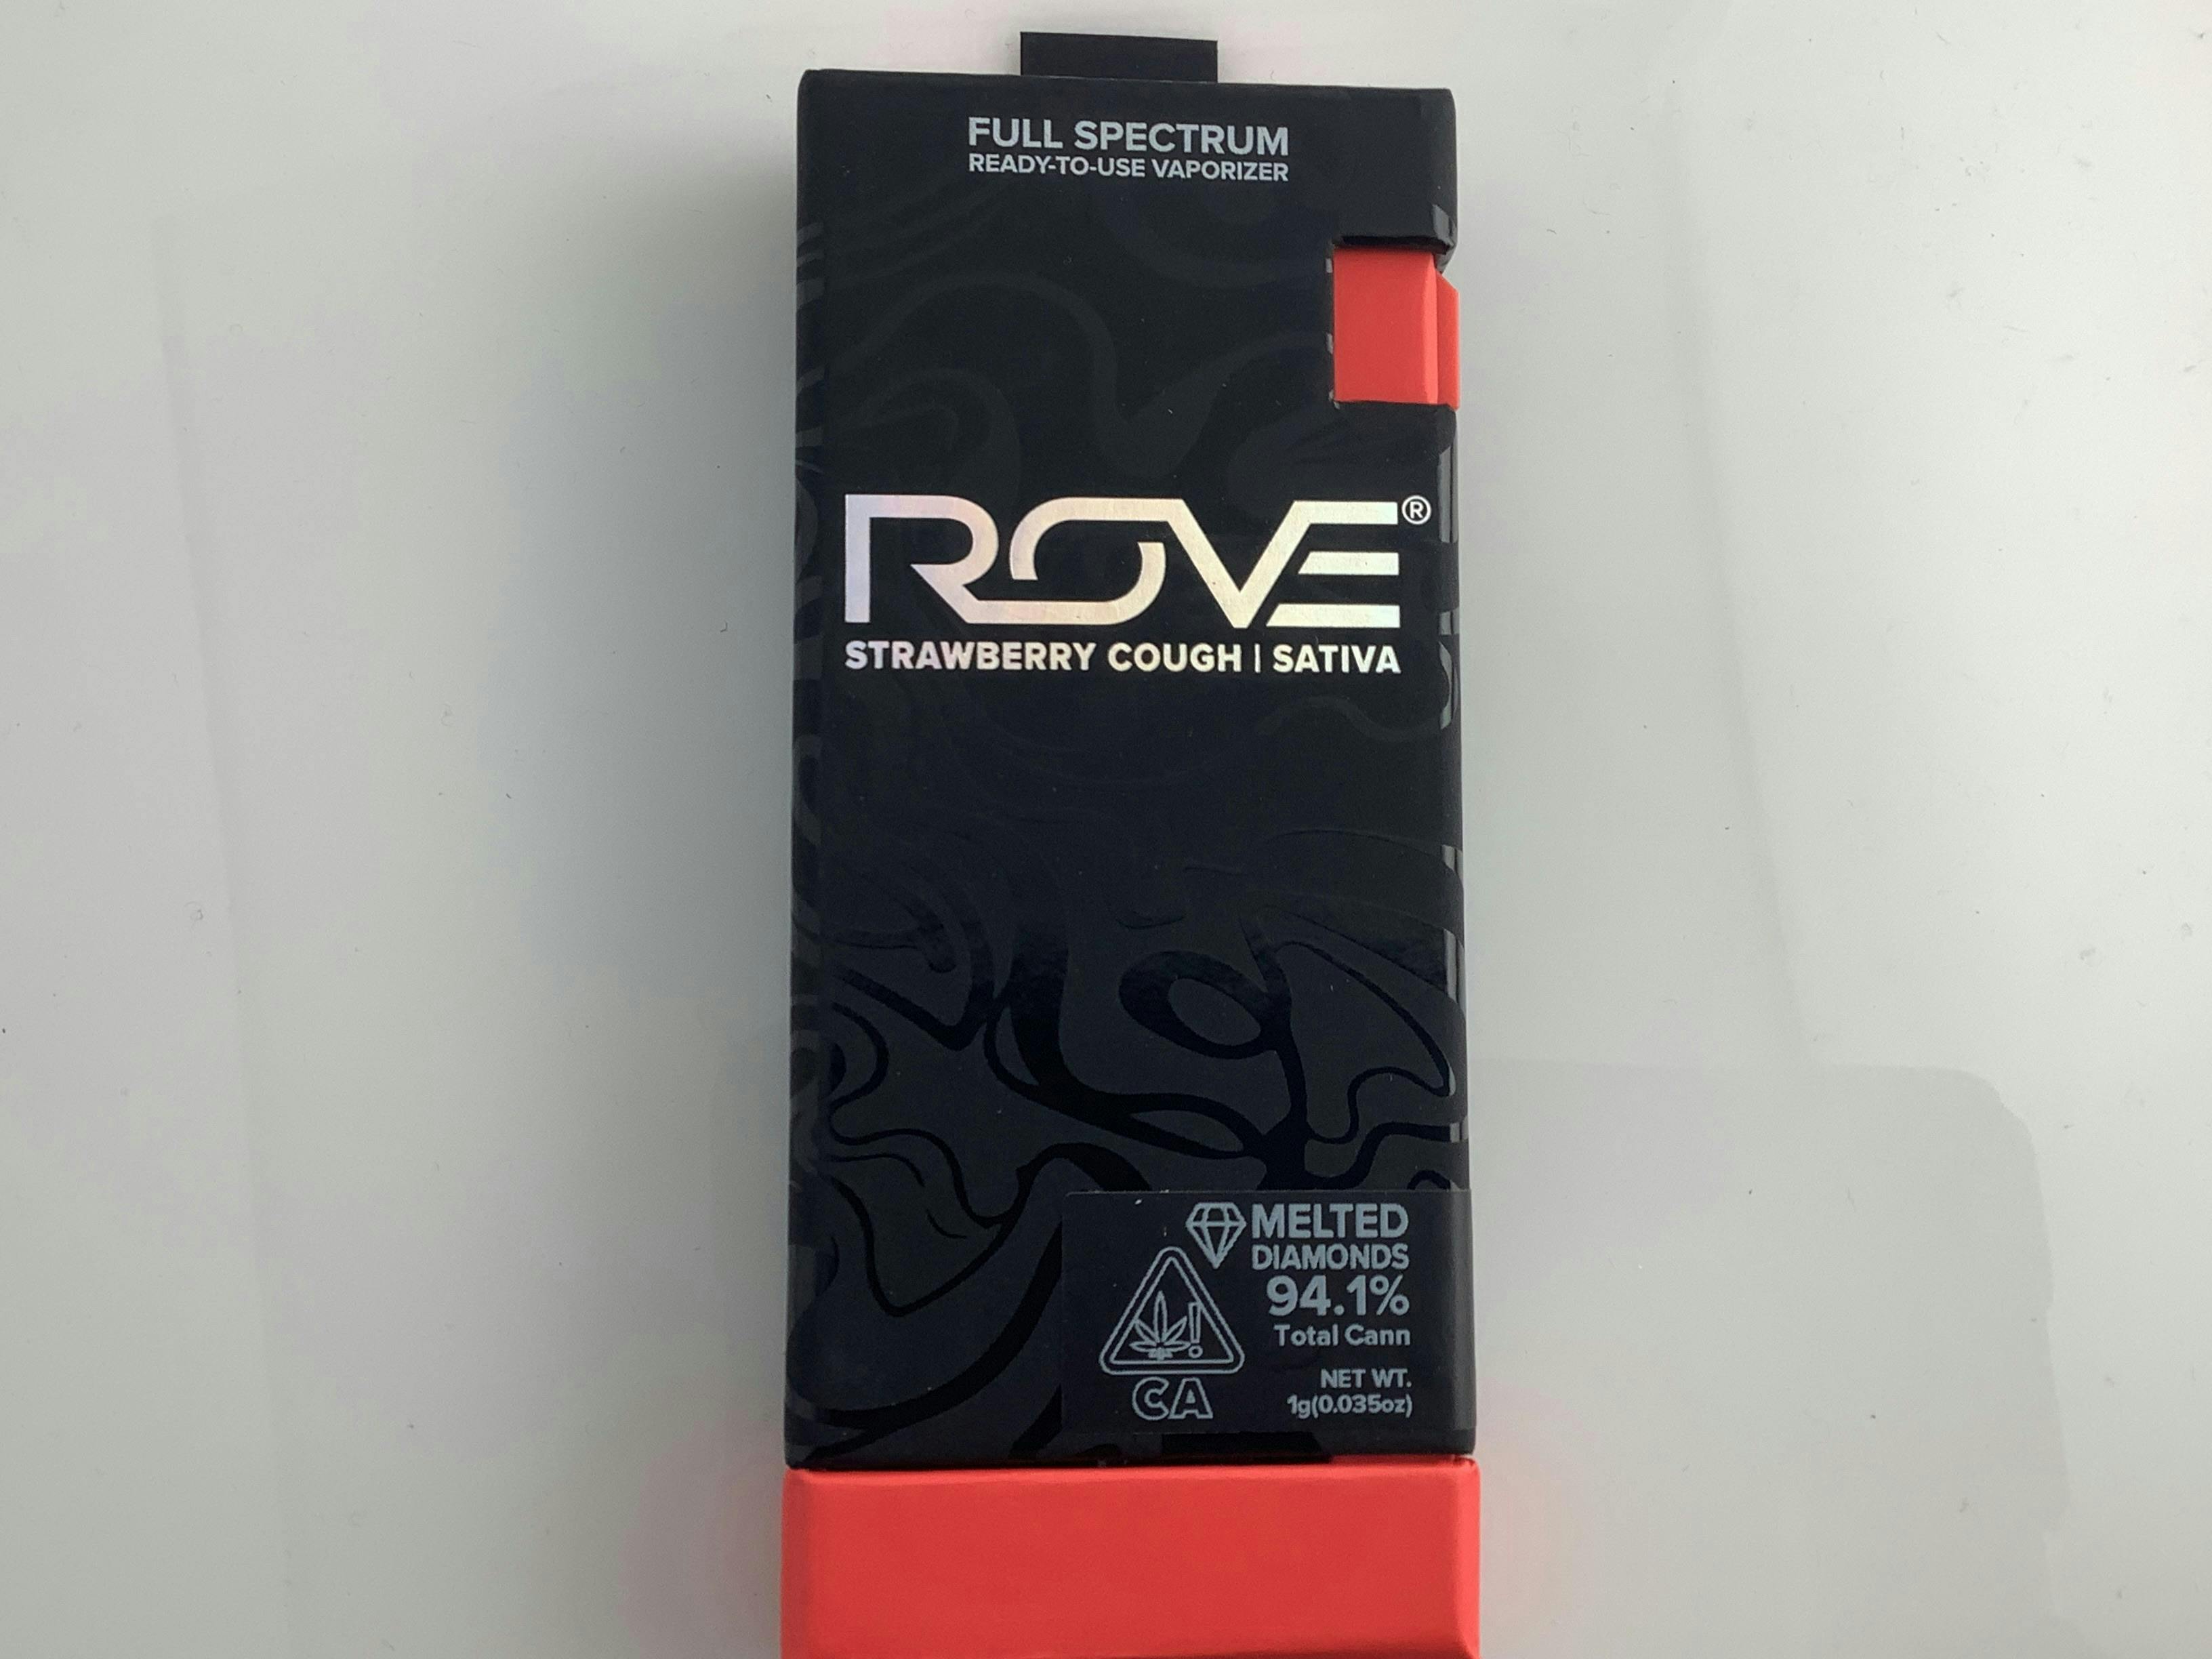 FULL SPECTRUM
READY-TO-USE VAPORIZER
ROVE®
STRAWBERRY COUGH | SATIVA
MELTED
DIAMONDS
94.1%
Total Cann
NET WT.
1g(0.035oz)
CA